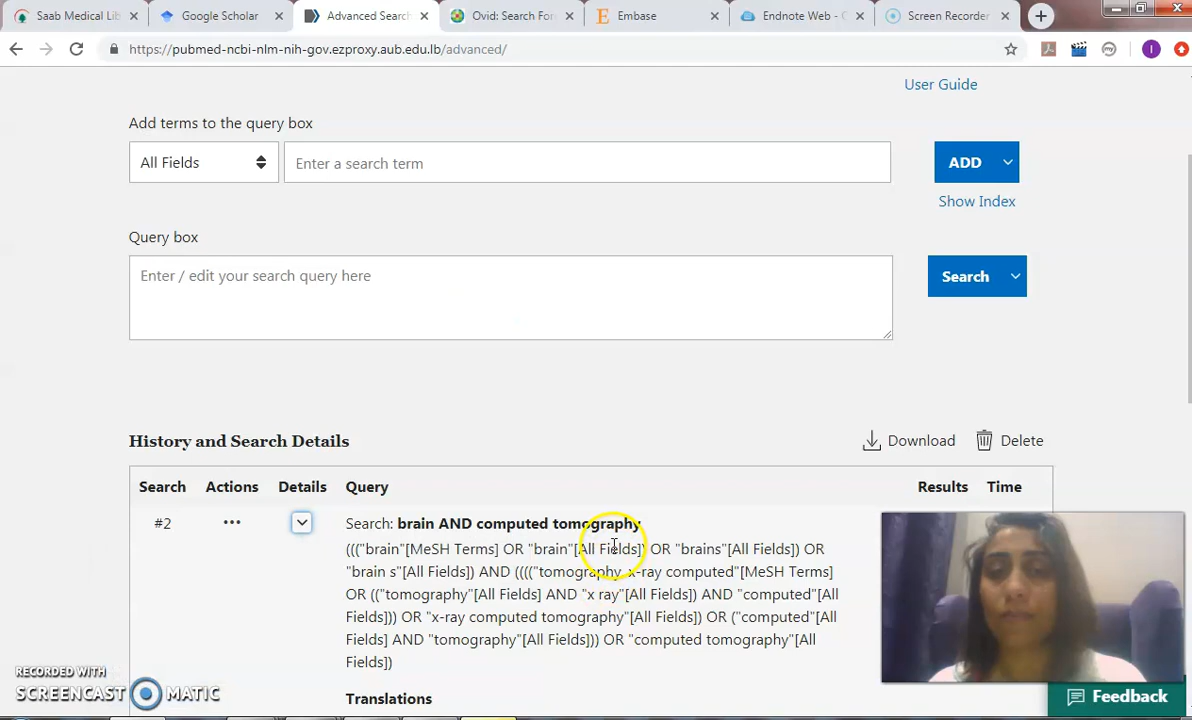 Saab Medical Lib
Google Scholar
Advanced Search
Ovid: Search For
Embase
Endnote Web - C
Screen Recorder
https://pubmed-ncbi-nlm-nih-gov.ezproxy.aub.edu.lb/advanced/
User Guide
Add terms to the query box
All Fields
Enter a search term
ADD
Show Index
Query box
Enter / edit your search query here
Search
History and Search Details
Download
Delete
Search Actions Details Query Results Time
#2 ••• Search: brain AND computed tomography
((("brain"[MeSH Terms] OR "brain"[All Fields]) OR "brains"[All Fields]) OR
"brain s"[All Fields]) AND (((("tomography, x-ray computed"[MeSH Terms]
OR (("tomography"[All Fields] AND "x ray"[All Fields]) AND "computed"[All
Fields])) OR "x-ray computed tomography"[All Fields]) OR ("computed"[All
Fields] AND "tomography"[All Fields])) OR "computed tomography"[All
Fields])
Translations
RECORDED WITH
SCREENCAST MATIC
Feedback